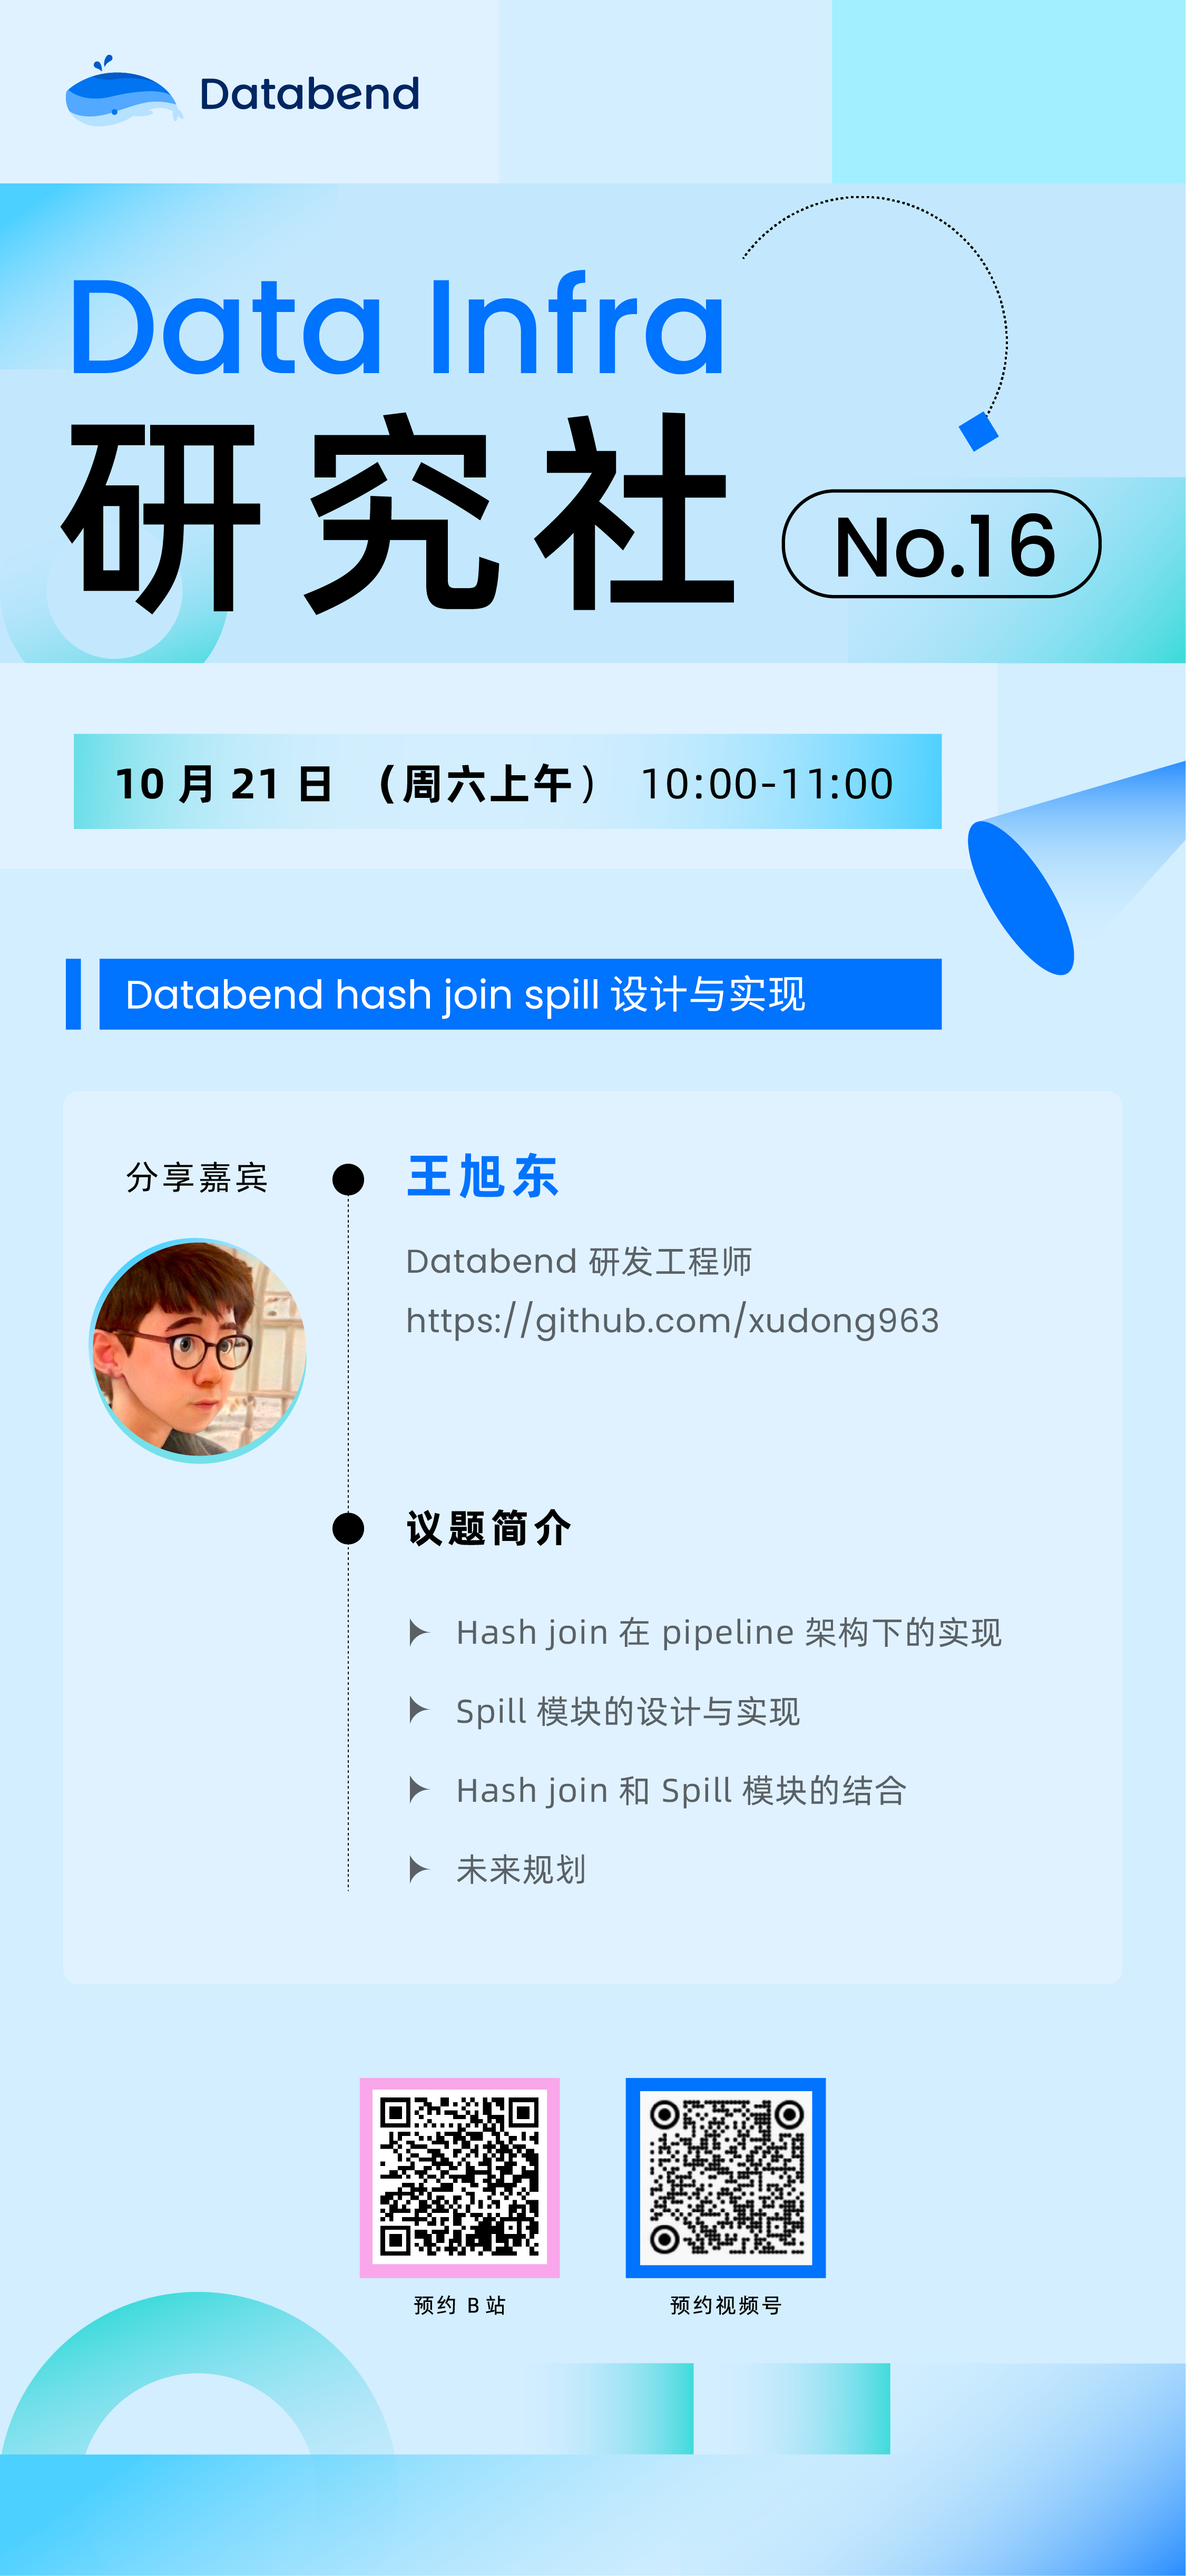 Databend
Data Infra
研究社
No.16
10 月 21 日 （周六上午） 10:00-11:00
Databend hash join spill 设计与实现
分享嘉宾
王旭东
Databend 研发工程师
https://github.com/xudong963
议题简介
Hash join 在 pipeline 架构下的实现
Spill 模块的设计与实现
Hash join 和 Spill 模块的结合
未来规划
预约 B 站
预约视频号